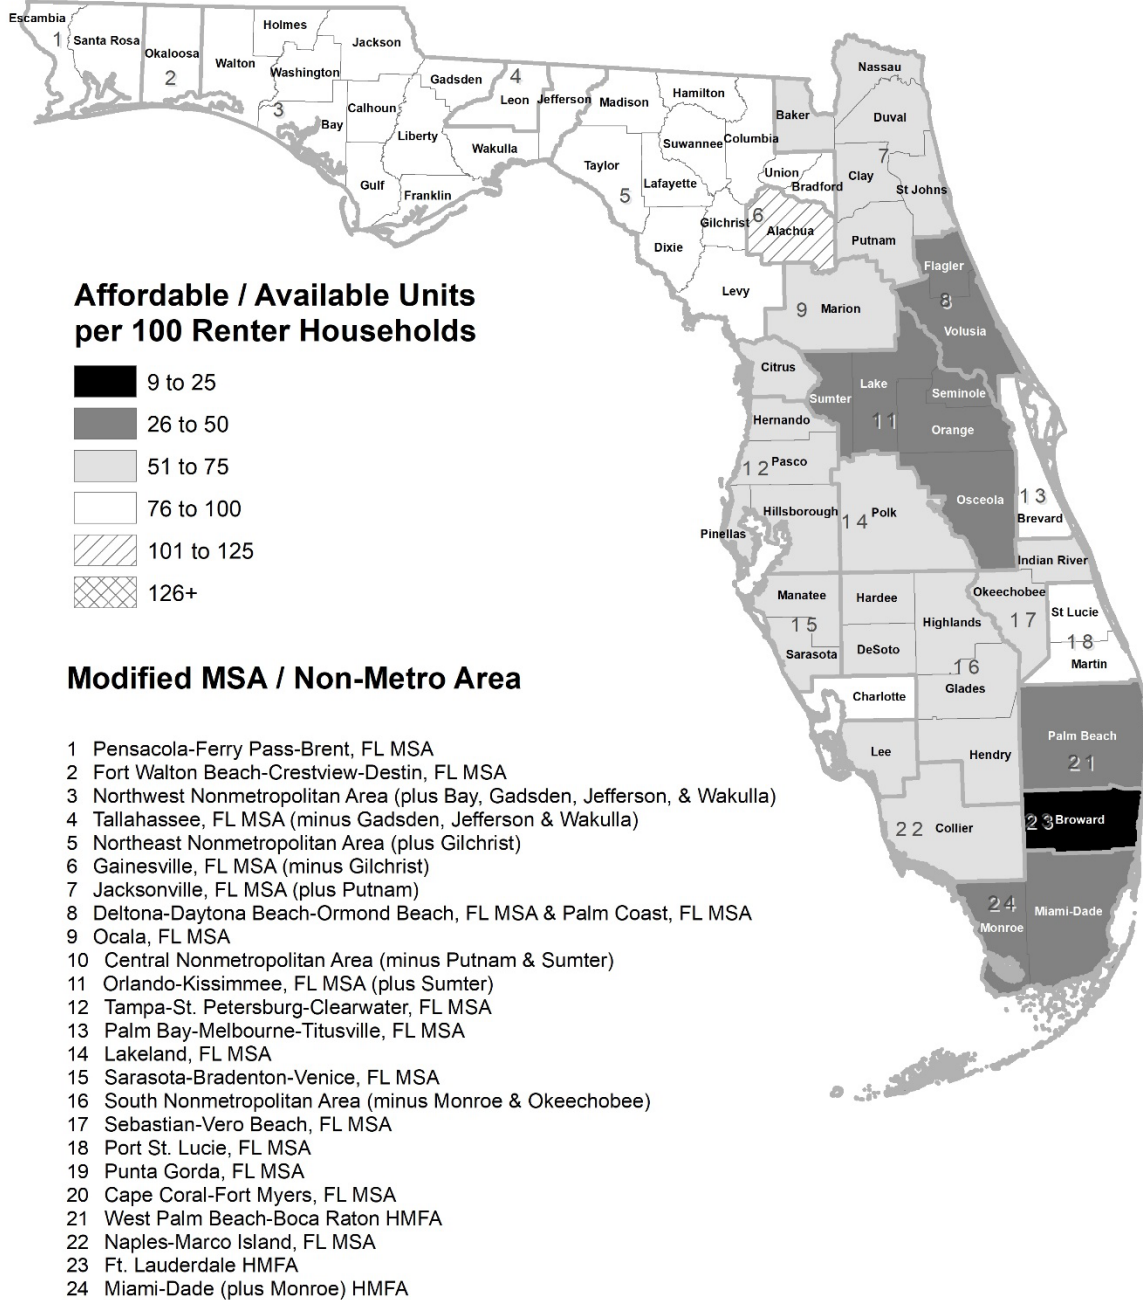 Escambia
1
Santa Rosa
Okaloosa
2
Walton
Holmes
Washington
Jackson
3
Bay
Calhoun
Gulf
Liberty
Franklin
Gadsden
4
Leon
Jefferson
Wakulla
Madison
Taylor
5
Hamilton
Suwannee
Columbia
Lafayette
Dixie
Gilchrist
Levy
Baker
Union
Bradford
6
Alachua
Nassau
Duval
7
Clay
St Johns
Putnam
Flagler
8
Volusia
9
Marion
Citrus
Sumter
Lake
11
Seminole
Orange
Osceola
Hernando
12
Pasco
Pinellas
Hillsborough
14
Polk
13
Brevard
Indian River
Okeechobee
17
St Lucie
18
Martin
Manatee
15
Sarasota
Hardee
DeSoto
Highlands
16
Glades
Charlotte
Lee
Hendry
Palm Beach
21
22
Collier
23
Broward
24
Monroe
Miami-Dade
Affordable / Available Units
per 100 Renter Households
9 to 25
26 to 50
51 to 75
76 to 100
101 to 125
126+
Modified MSA / Non-Metro Area
1 Pensacola-Ferry Pass-Brent, FL MSA
2 Fort Walton Beach-Crestview-Destin, FL MSA
3 Northwest Nonmetropolitan Area (plus Bay, Gadsden, Jefferson, & Wakulla)
4 Tallahassee, FL MSA (minus Gadsden, Jefferson & Wakulla)
5 Northeast Nonmetropolitan Area (plus Gilchrist)
6 Gainesville, FL MSA (minus Gilchrist)
7 Jacksonville, FL MSA (plus Putnam)
8 Deltona-Daytona Beach-Ormond Beach, FL MSA & Palm Coast, FL MSA
9 Ocala, FL MSA
10 Central Nonmetropolitan Area (minus Putnam & Sumter)
11 Orlando-Kissimmee, FL MSA (plus Sumter)
12 Tampa-St. Petersburg-Clearwater, FL MSA
13 Palm Bay-Melbourne-Titusville, FL MSA
14 Lakeland, FL MSA
15 Sarasota-Bradenton-Venice, FL MSA
16 South Nonmetropolitan Area (minus Monroe & Okeechobee)
17 Sebastian-Vero Beach, FL MSA
18 Port St. Lucie, FL MSA
19 Punta Gorda, FL MSA
20 Cape Coral-Fort Myers, FL MSA
21 West Palm Beach-Boca Raton HMFA
22 Naples-Marco Island, FL MSA
23 Ft. Lauderdale HMFA
24 Miami-Dade (plus Monroe) HMFA